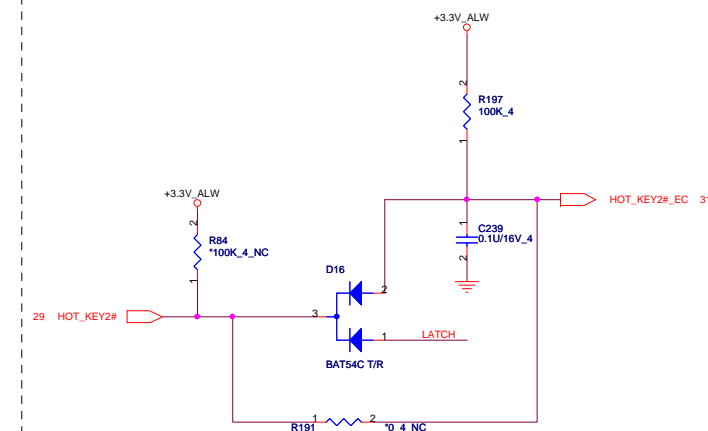 +3.3V_ALW
2
R197
100K_4
1
+3.3V_ALW
HOT_KEY2#_EC 31
2
R84
*100K_4_NC
1
1
C239
0.1U/16V_4
2
D16
2
29 HOT_KEY2#
3
1
LATCH
BAT54C T/R
1
2
R191
*0_4_NC